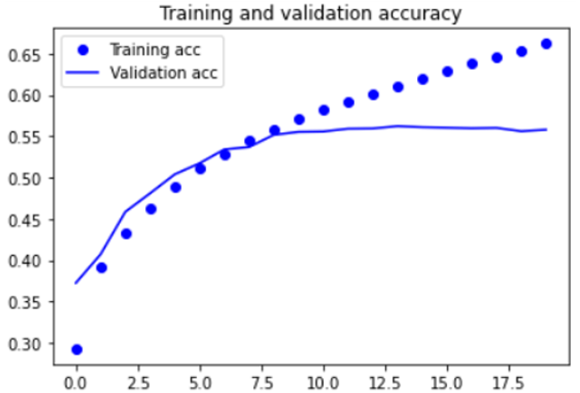 Training and validation accuracy
Training acc
Validation acc
0.65
0.60
0.55
0.50
0.45
0.40
0.35
0.30
0.0 2.5 5.0 7.5 10.0 12.5 15.0 17.5